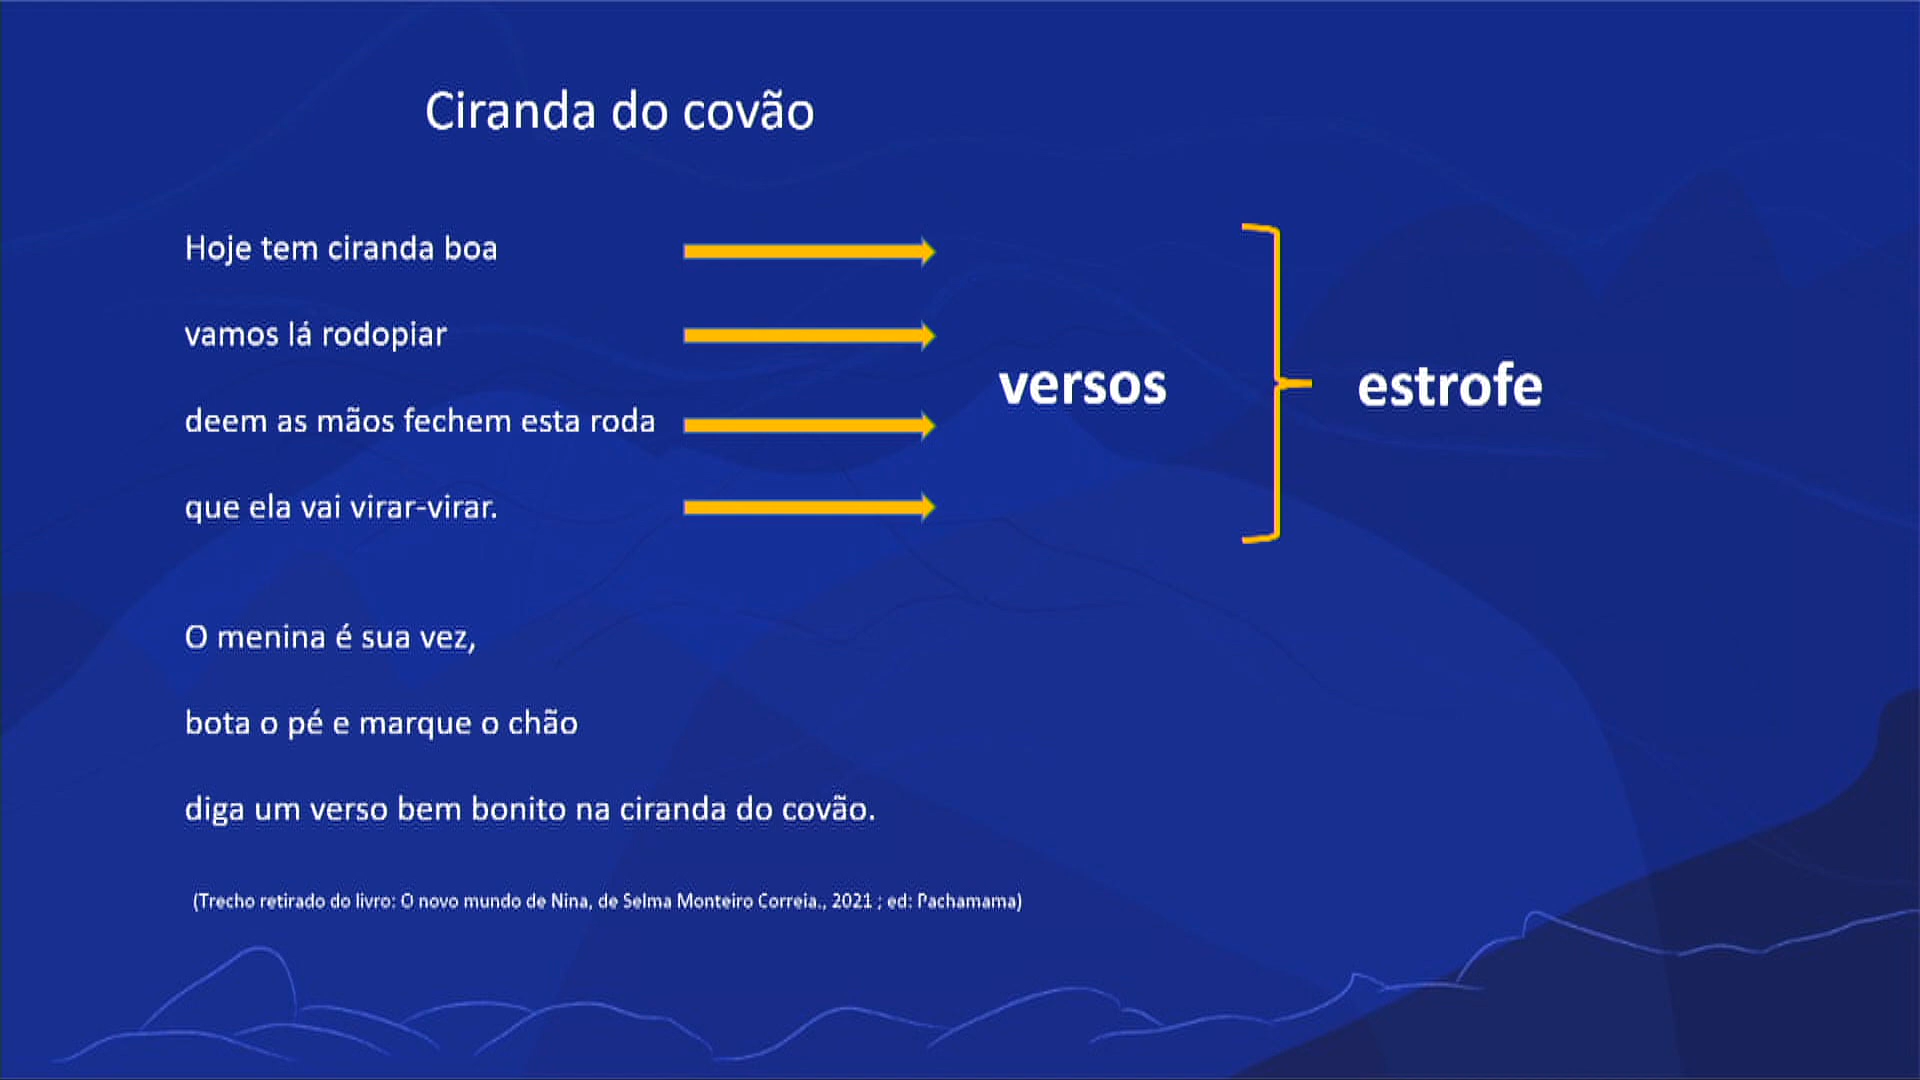 Ciranda do covão
Hoje tem ciranda boa
vamos lá rodopiar
deem as mãos fechem esta roda
que ela vai virar-virar.
versos
estrofe
O menina é sua vez,
bota o pé e marque o chão
diga um verso bem bonito na ciranda do covão.
(Trecho retirado do livro: O novo mundo de Nina, de Selma Monteiro Correia., 2021 ; ed: Pachamama)